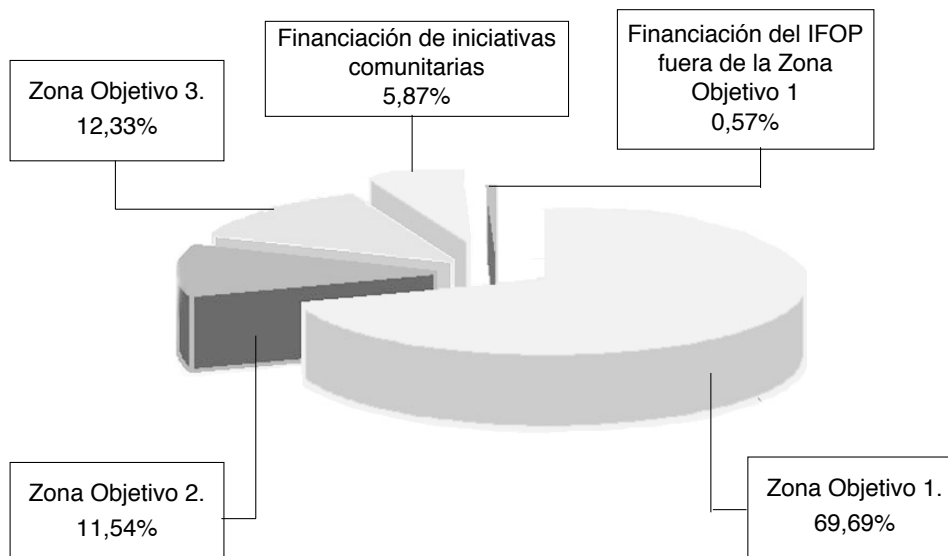 Financiación de iniciativas
comunitarias
5,87%
Financiación del IFOP
fuera de la Zona
Objetivo 1
0,57%
Zona Objetivo 3.
12,33%
Zona Objetivo 2.
11,54%
Zona Objetivo 1.
69,69%